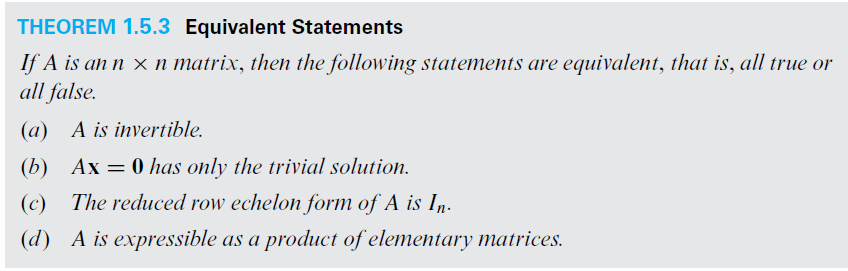 THEOREM 1.5.3 Equivalent Statements
If A is an n × n matrix, then the following statements are equivalent, that is, all true or
all false.
(a) A is invertible.
(b) Ax = 0 has only the trivial solution.
(c) The reduced row echelon form of A is Iₙ.
(d) A is expressible as a product of elementary matrices.